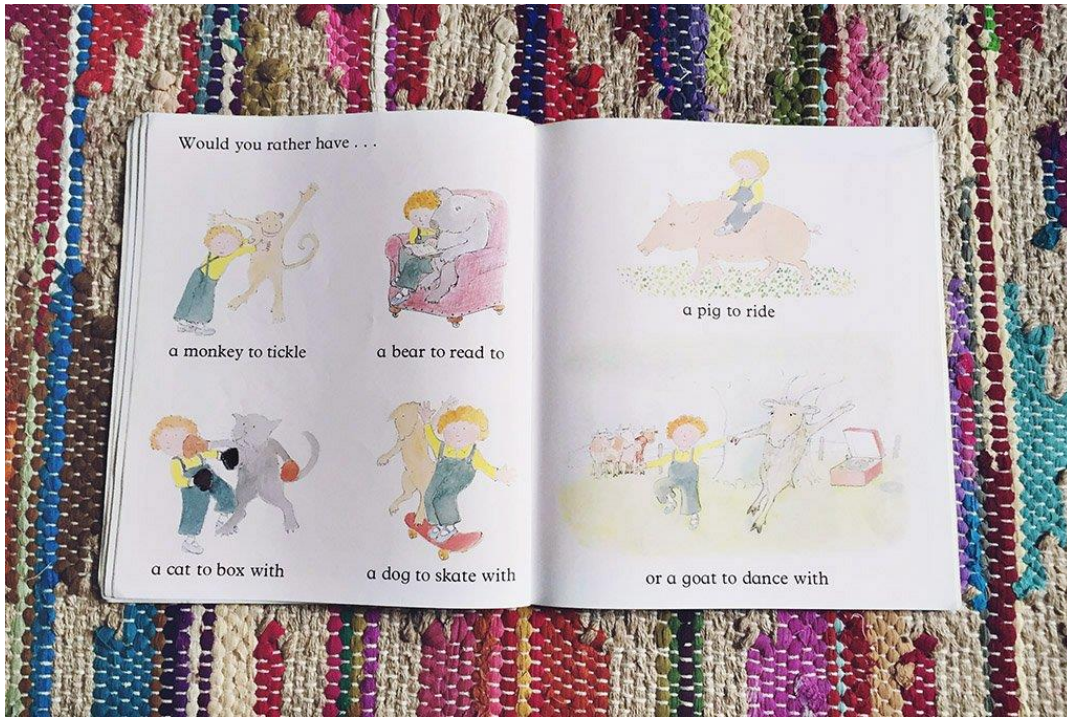 Would you rather have . . .
a monkey to tickle
a bear to read to
a cat to box with
a dog to skate with
a pig to ride
or a goat to dance with